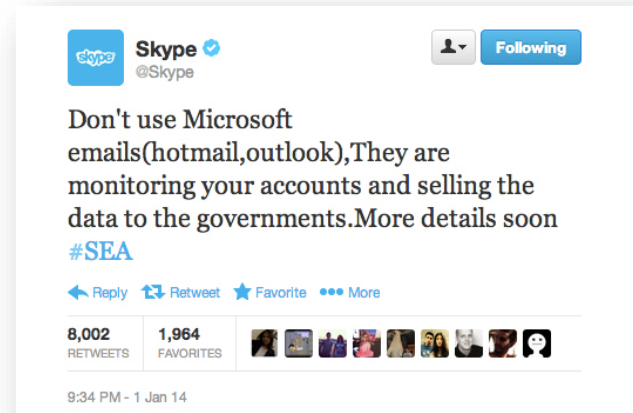 skype
Skype
@Skype
Following
Don't use Microsoft
emails(hotmail,outlook),They are
monitoring your accounts and selling the
data to the governments.More details soon
#SEA
Reply Retweet Favorite More
8,002 1,964
RETWEETS FAVORITES
9:34 PM - 1 Jan 14